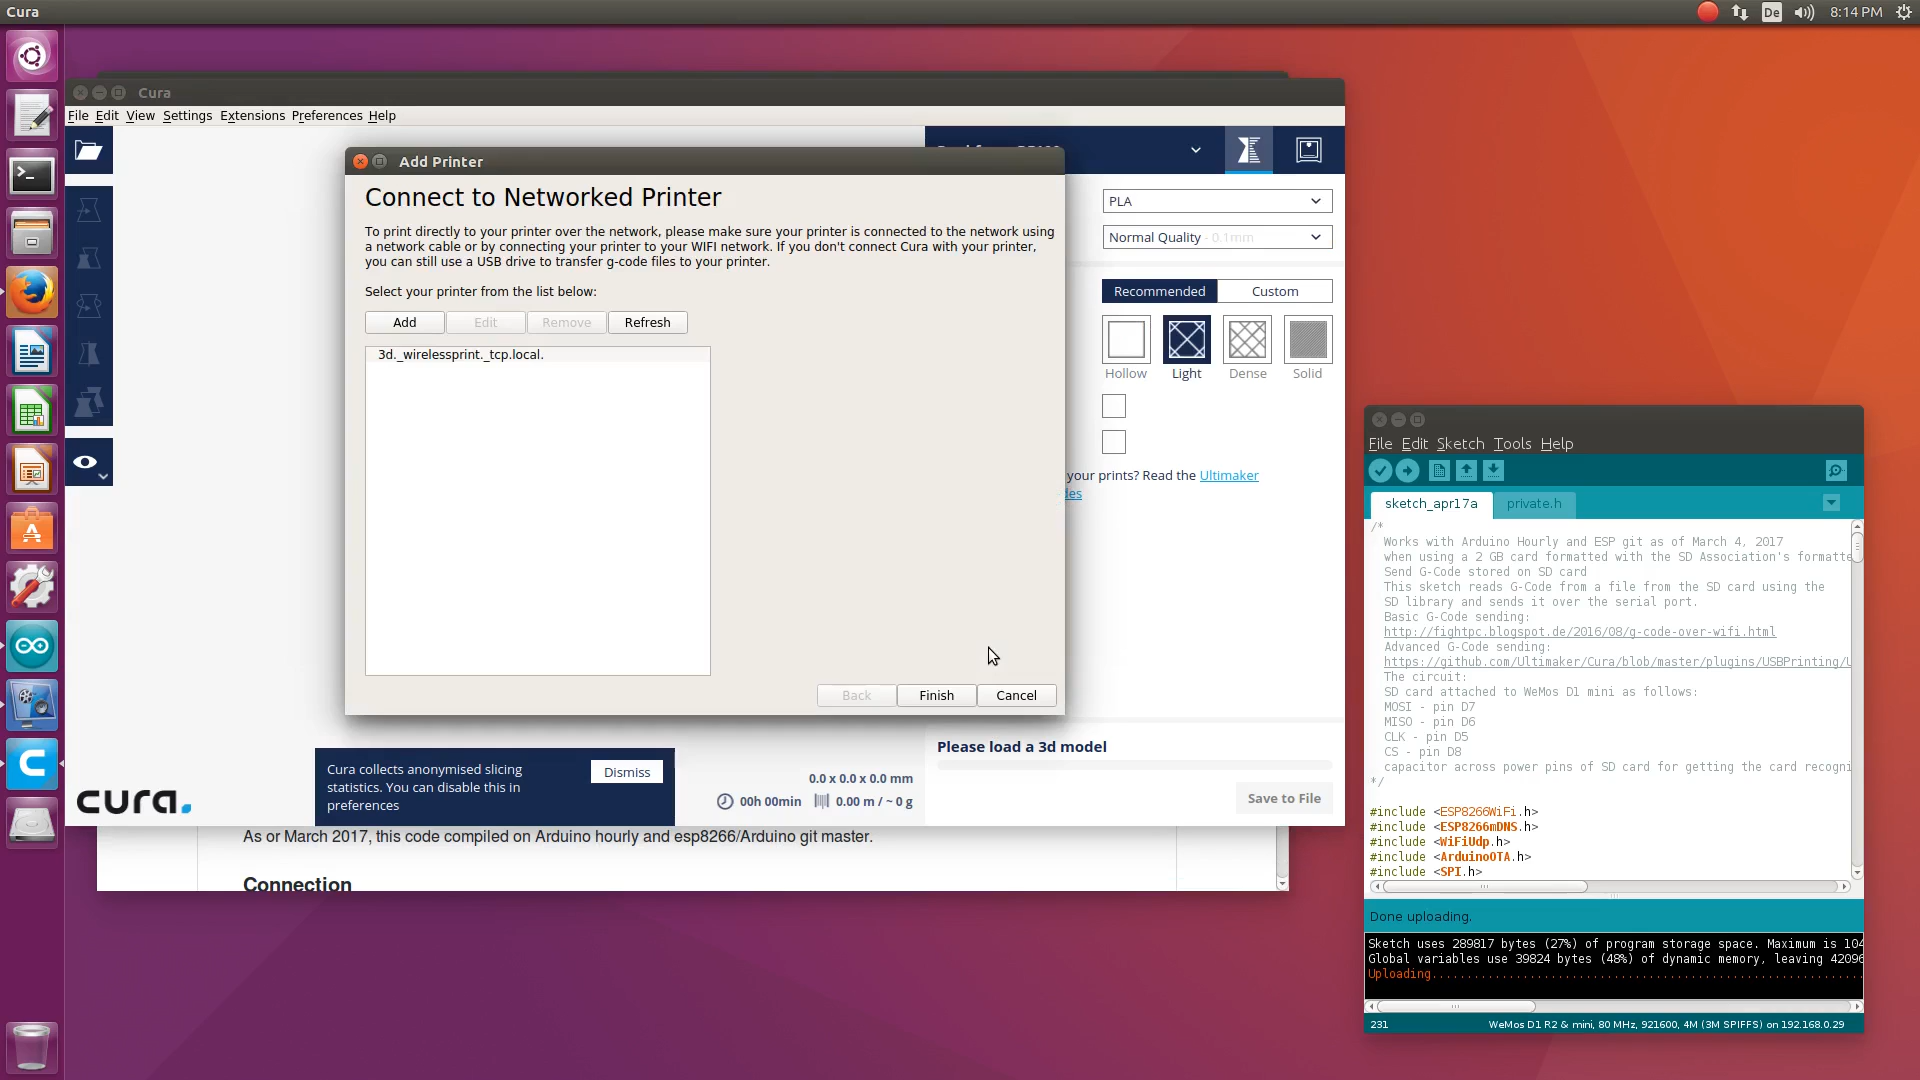 Cura
De
8:14 PM
Cura
File Edit View Settings Extensions Preferences Help
Add Printer
Connect to Networked Printer
To print directly to your printer over the network, please make sure your printer is connected to the network using
a network cable or by connecting your printer to your WIFI network. If you don't connect Cura with your printer,
you can still use a USB drive to transfer g-code files to your printer.
Select your printer from the list below:
Add Edit Remove Refresh
3d._wirelessprint._tcp.local.
Back Finish Cancel
PLA
Normal Quality - 0.1mm
Recommended Custom
Hollow Light Dense Solid
your prints? Read the Ultimaker
Please load a 3d model
Save to File
cura.
Cura collects anonymised slicing
statistics. You can disable this in
preferences
Dismiss
0.0 x 0.0 x 0.0 mm
00h 00min 0.00 m / ~ 0 g
As or March 2017, this code compiled on Arduino hourly and esp8266/Arduino git master.
Connection
File Edit Sketch Tools Help
sketch_apr17a private.h
/*
Works with Arduino Hourly and ESP git as of March 4, 2017
when using a 2 GB card formatted with the SD Association's formatte
Send G-Code stored on SD card
This sketch reads G-Code from a file from the SD card using the
SD library and sends it over the serial port.
Basic G-Code sending:
http://fightpc.blogspot.de/2016/08/g-code-over-wifi.html
Advanced G-Code sending:
https://github.com/Ultimaker/Cura/blob/master/plugins/USBPrinting/U
The circuit:
SD card attached to WeMos D1 mini as follows:
MOSI - pin D7
MISO - pin D6
CLK - pin D5
CS - pin D8
capacitor across power pins of SD card for getting the card recogni
*/
#include <ESP8266WiFi.h>
#include <ESP8266mDNS.h>
#include <WiFiUdp.h>
#include <ArduinoOTA.h>
#include <SPI.h>
Done uploading.
Sketch uses 289817 bytes (27%) of program storage space. Maximum is 104
Global variables use 39824 bytes (48%) of dynamic memory, leaving 42096
Uploading................................................................
231
WeMos D1 R2 & mini, 80 MHz, 921600, 4M (3M SPIFFS) on 192.168.0.29